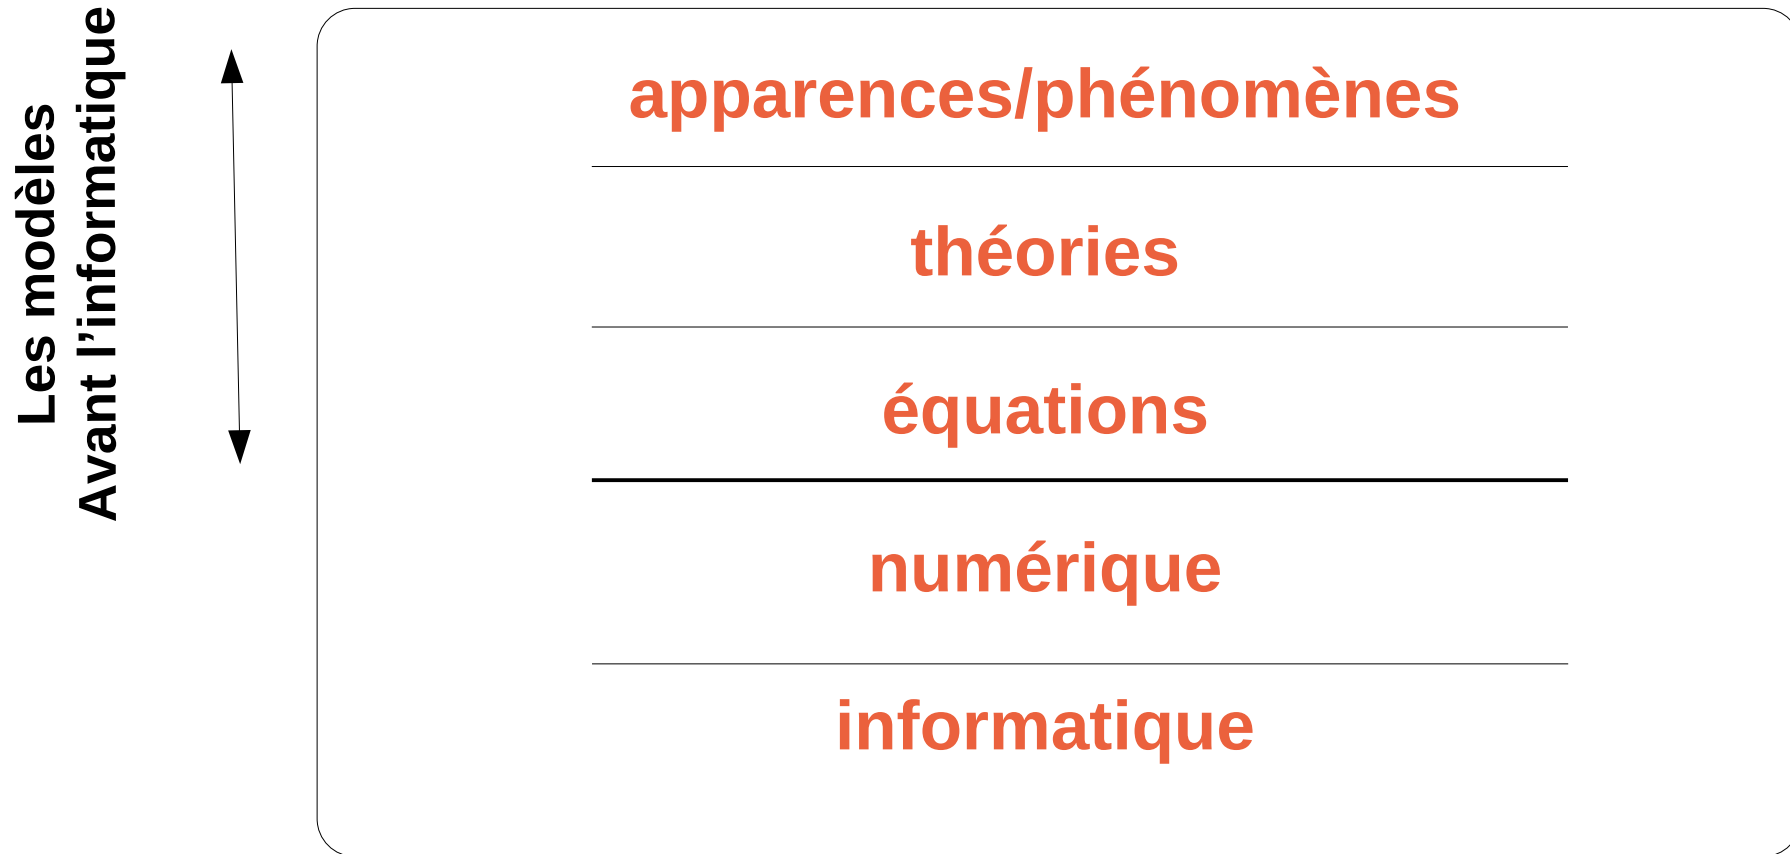 Les modèles
Avant l’informatique
apparences/phénomènes
théories
équations
numérique
informatique